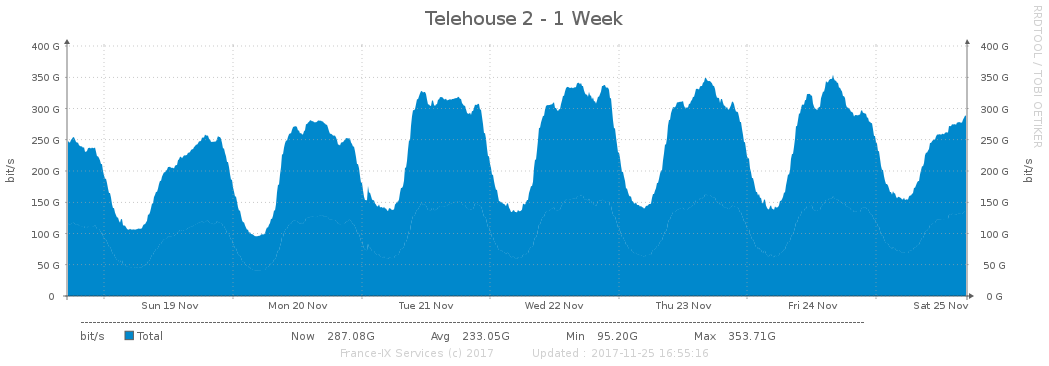 Telehouse 2 - 1 Week
RRDTOOL / TOBI OETIKER
400 G 400 G
350 G 350 G
300 G 300 G
250 G 250 G
200 G 200 G
150 G 150 G
100 G 100 G
50 G 50 G
0 0 G
bit/s
bit/s
Sun 19 Nov Mon 20 Nov Tue 21 Nov Wed 22 Nov Thu 23 Nov Fri 24 Nov Sat 25 Nov
bit/s Total Now 287.08G Avg 233.05G Min 95.20G Max 353.71G
France-IX Services (c) 2017 Updated : 2017-11-25 16:55:16